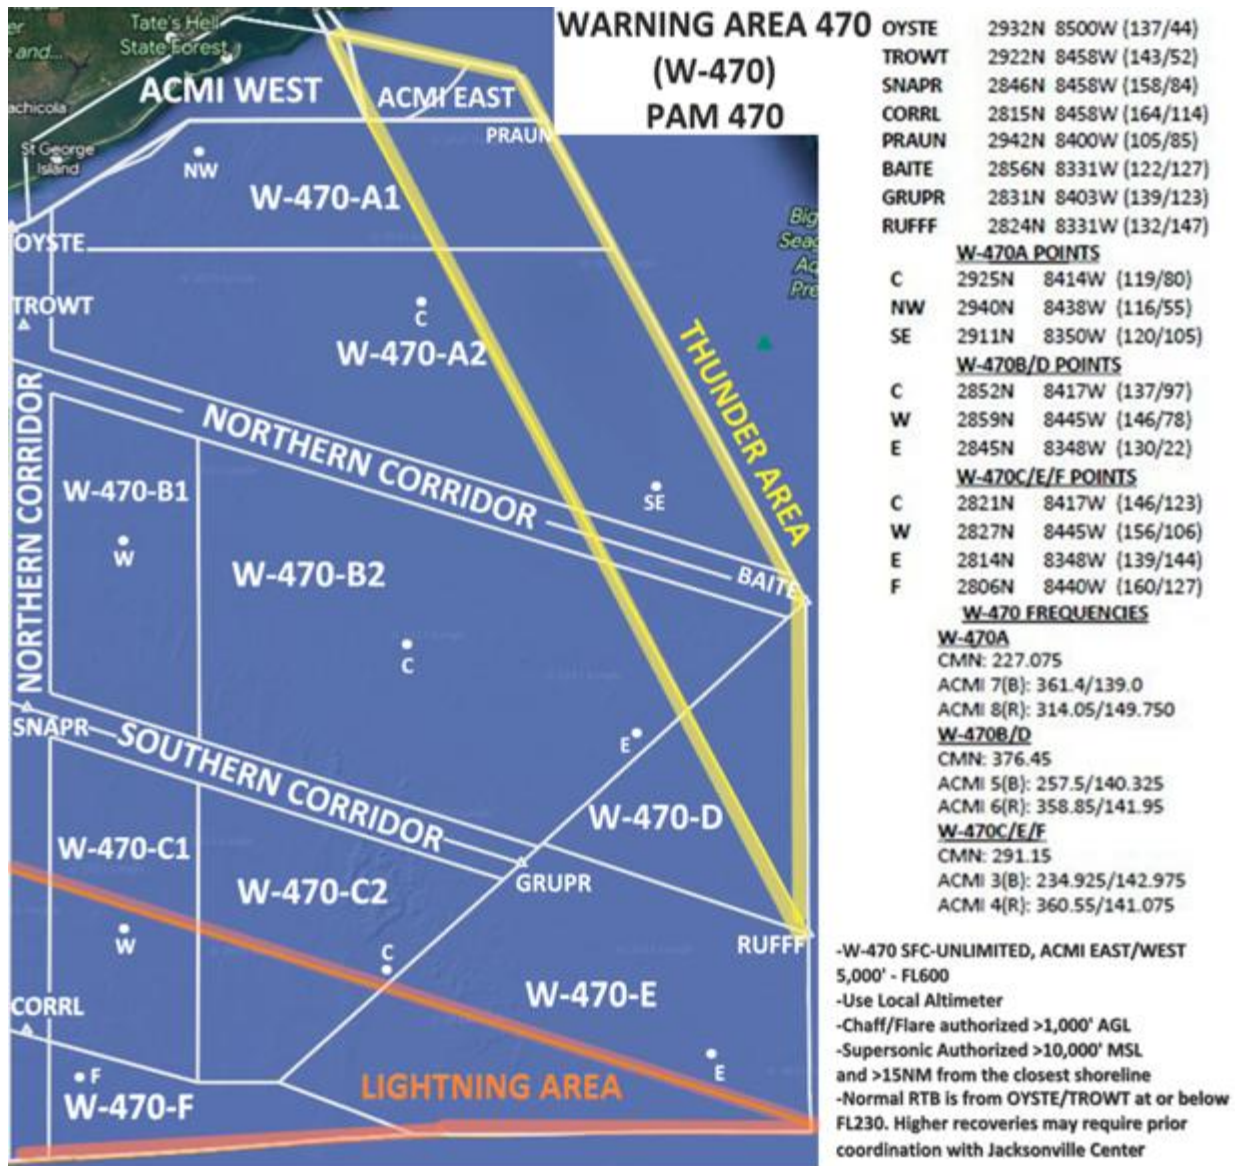 Tate's Hell
State Forest
and...
achicola
St George
Island
ACMI WEST
ACMI EAST
PRAUN
NW
W-470-A1
OYSTE
TROWT
C
W-470-A2
THUNDER AREA
NORTHERN CORRIDOR
NORTHERN CORRIDOR
W-470-B1
W
SE
W-470-B2
BAITE
C
SNAPR
SOUTHERN CORRIDOR
E
W-470-D
W-470-C1
GRUPR
W-470-C2
W
C
RUFFF
W-470-E
CORRL
F
W-470-F
E
LIGHTNING AREA
Big
WARNING AREA 470
(W-470)
PAM 470
OYSTE 2932N 8500W (137/44)
TROWT 2922N 8458W (143/52)
SNAPR 2846N 8458W (158/84)
CORRL 2815N 8458W (164/114)
PRAUN 2942N 8400W (105/85)
BAITE 2856N 8331W (122/127)
GRUPR 2831N 8403W (139/123)
RUFFF 2824N 8331W (132/147)
W-470A POINTS
C 2925N 8414W (119/80)
NW 2940N 8438W (116/55)
SE 2911N 8350W (120/105)
W-470B/D POINTS
C 2852N 8417W (137/97)
W 2859N 8445W (146/78)
E 2845N 8348W (130/22)
W-470C/E/F POINTS
C 2821N 8417W (146/123)
W 2827N 8445W (156/106)
E 2814N 8348W (139/144)
F 2806N 8440W (160/127)
W-470 FREQUENCIES
W-470A
CMN: 227.075
ACMI 7(B): 361.4/139.0
ACMI 8(R): 314.05/149.750
W-470B/D
CMN: 376.45
ACMI 5(B): 257.5/140.325
ACMI 6(R): 358.85/141.95
W-470C/E/F
CMN: 291.15
ACMI 3(B): 234.925/142.975
ACMI 4(R): 360.55/141.075
-W-470 SFC-UNLIMITED, ACMI EAST/WEST
5,000' - FL600
-Use Local Altimeter
-Chaff/Flare authorized >1,000' AGL
-Supersonic Authorized >10,000' MSL
and >15NM from the closest shoreline
-Normal RTB is from OYSTE/TROWT at or below
FL230. Higher recoveries may require prior
coordination with Jacksonville Center